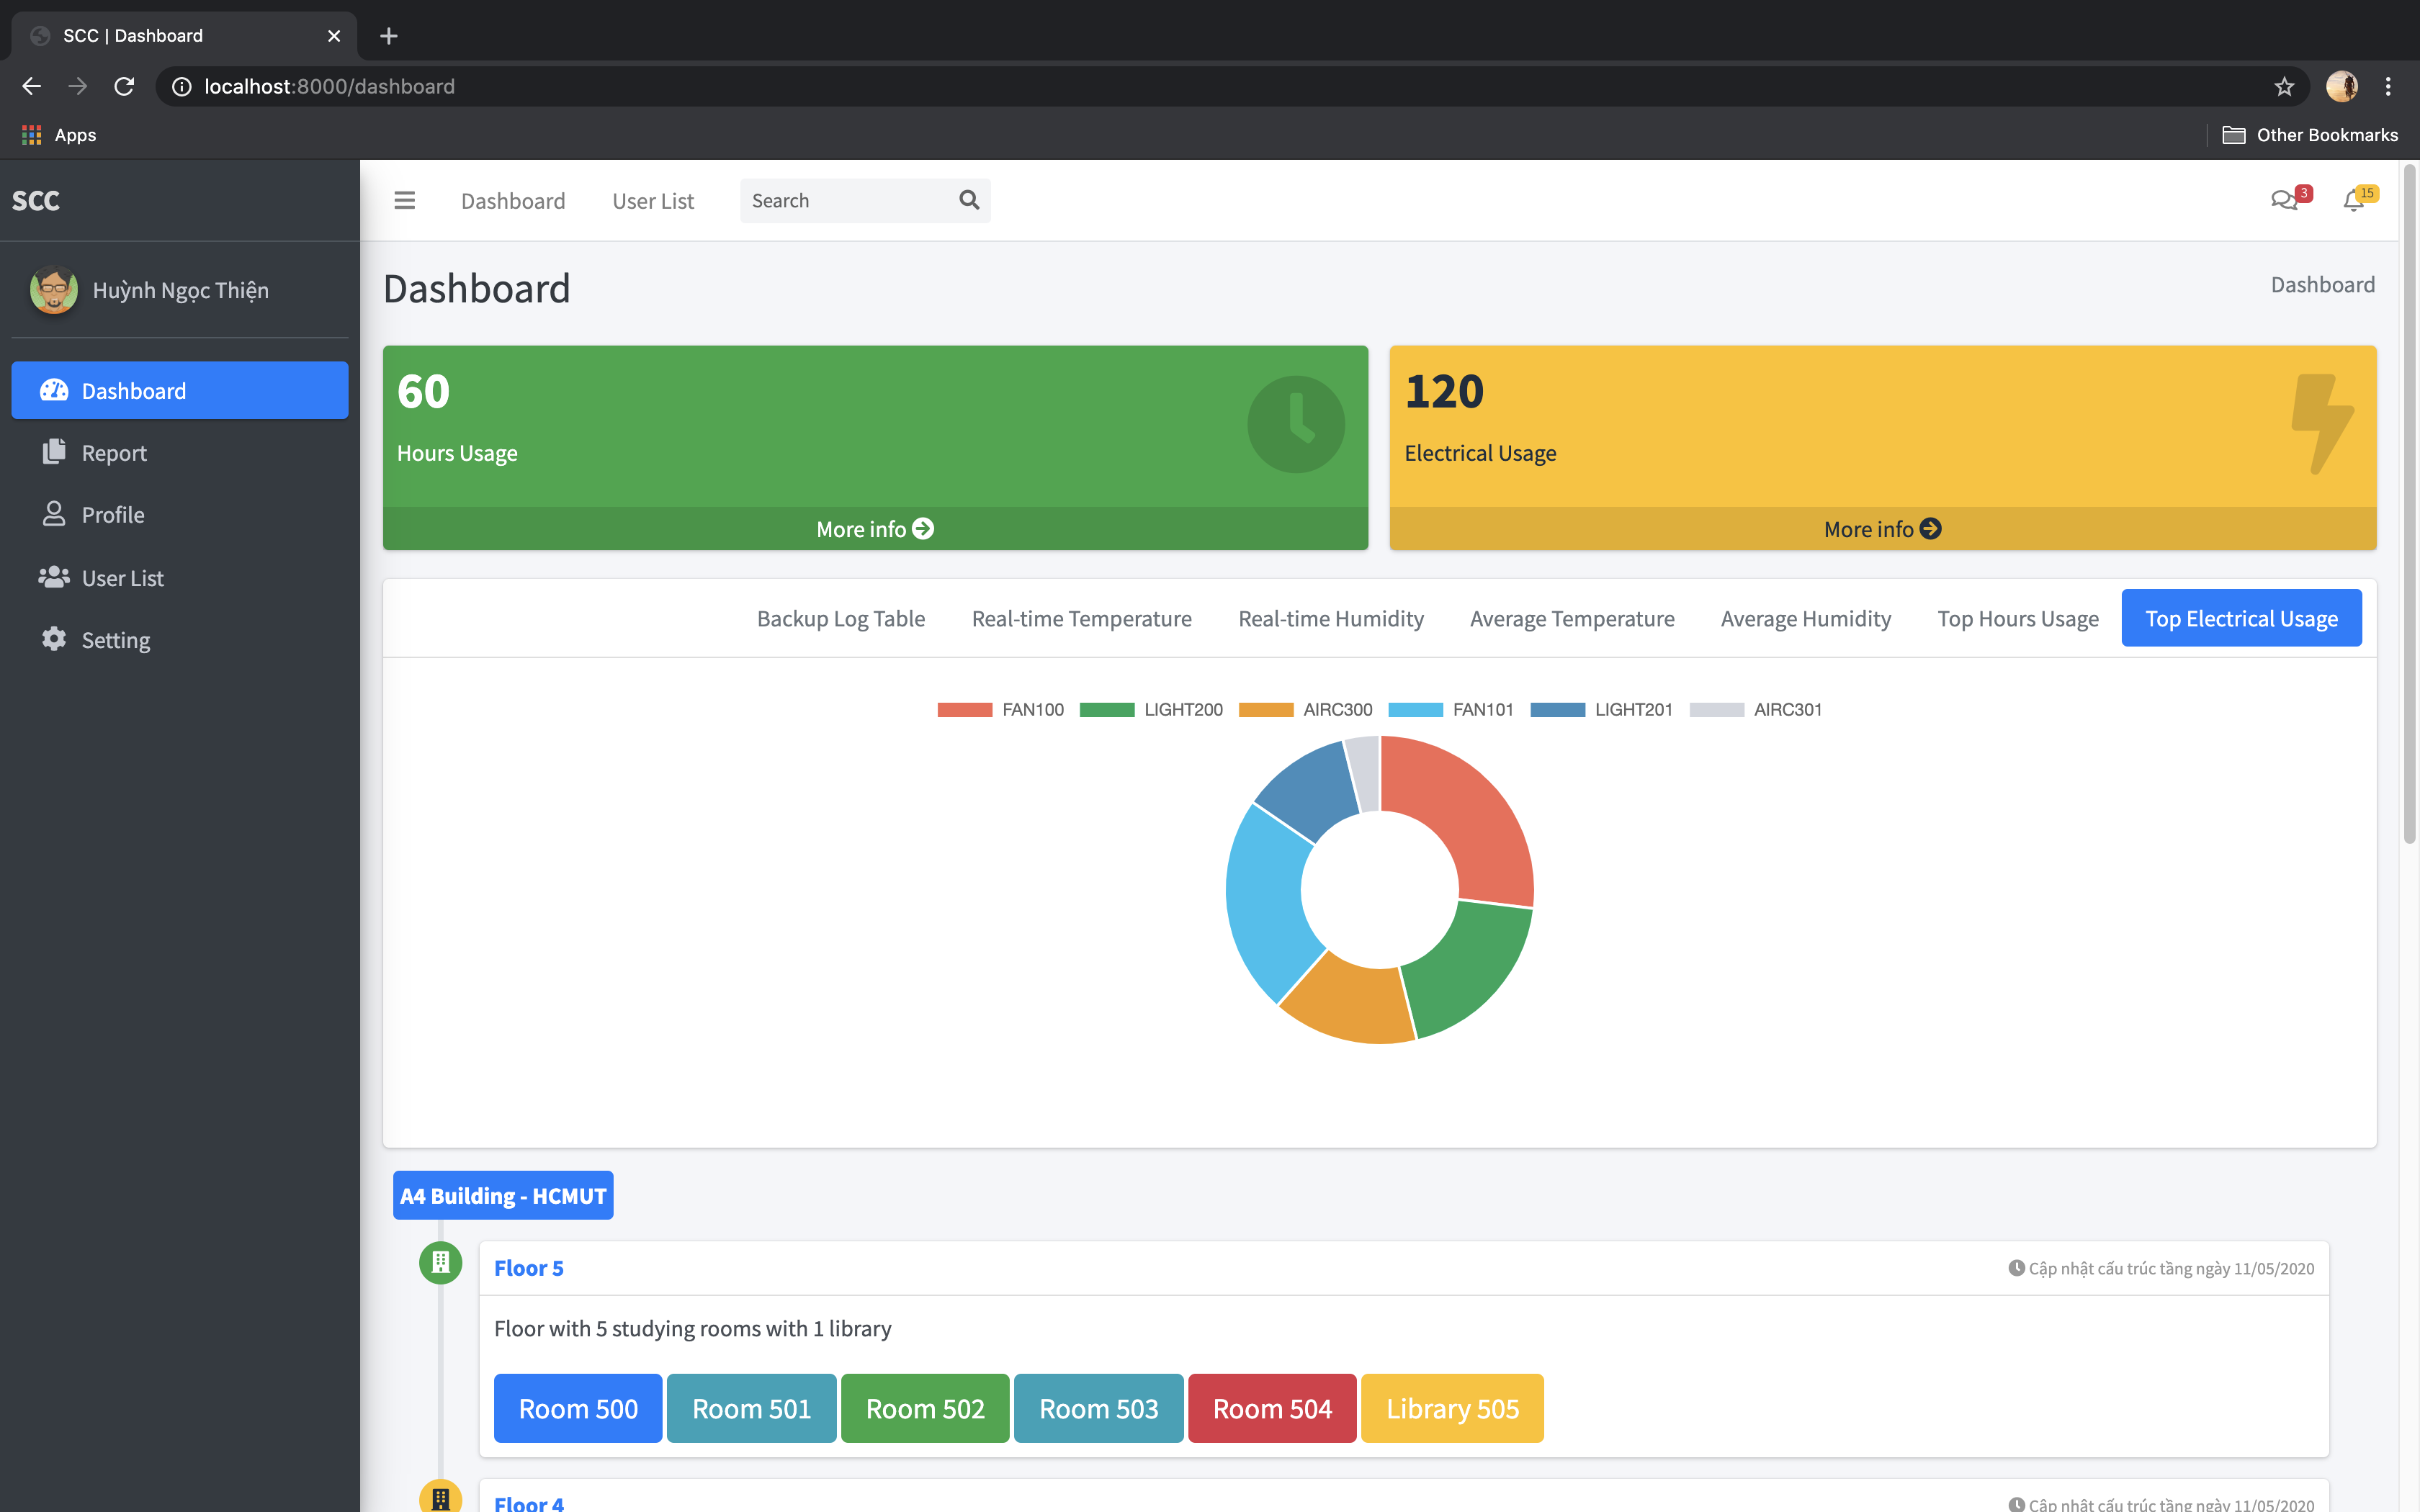 SCC | Dashboard
localhost:8000/dashboard
Apps
Other Bookmarks
SCC
Dashboard
User List
Search
3
15
Huỳnh Ngọc Thiện
Dashboard
Report
Profile
User List
Setting
Dashboard
Dashboard
60
Hours Usage
More info
120
Electrical Usage
More info
Backup Log Table
Real-time Temperature
Real-time Humidity
Average Temperature
Average Humidity
Top Hours Usage
Top Electrical Usage
FAN100
LIGHT200
AIRC300
FAN101
LIGHT201
AIRC301
A4 Building - HCMUT
Floor 5
Cập nhật cấu trúc tầng ngày 11/05/2020
Floor with 5 studying rooms with 1 library
Room 500
Room 501
Room 502
Room 503
Room 504
Library 505
Floor 4
Cập nhật cấu trúc tầng ngày 11/05/2020